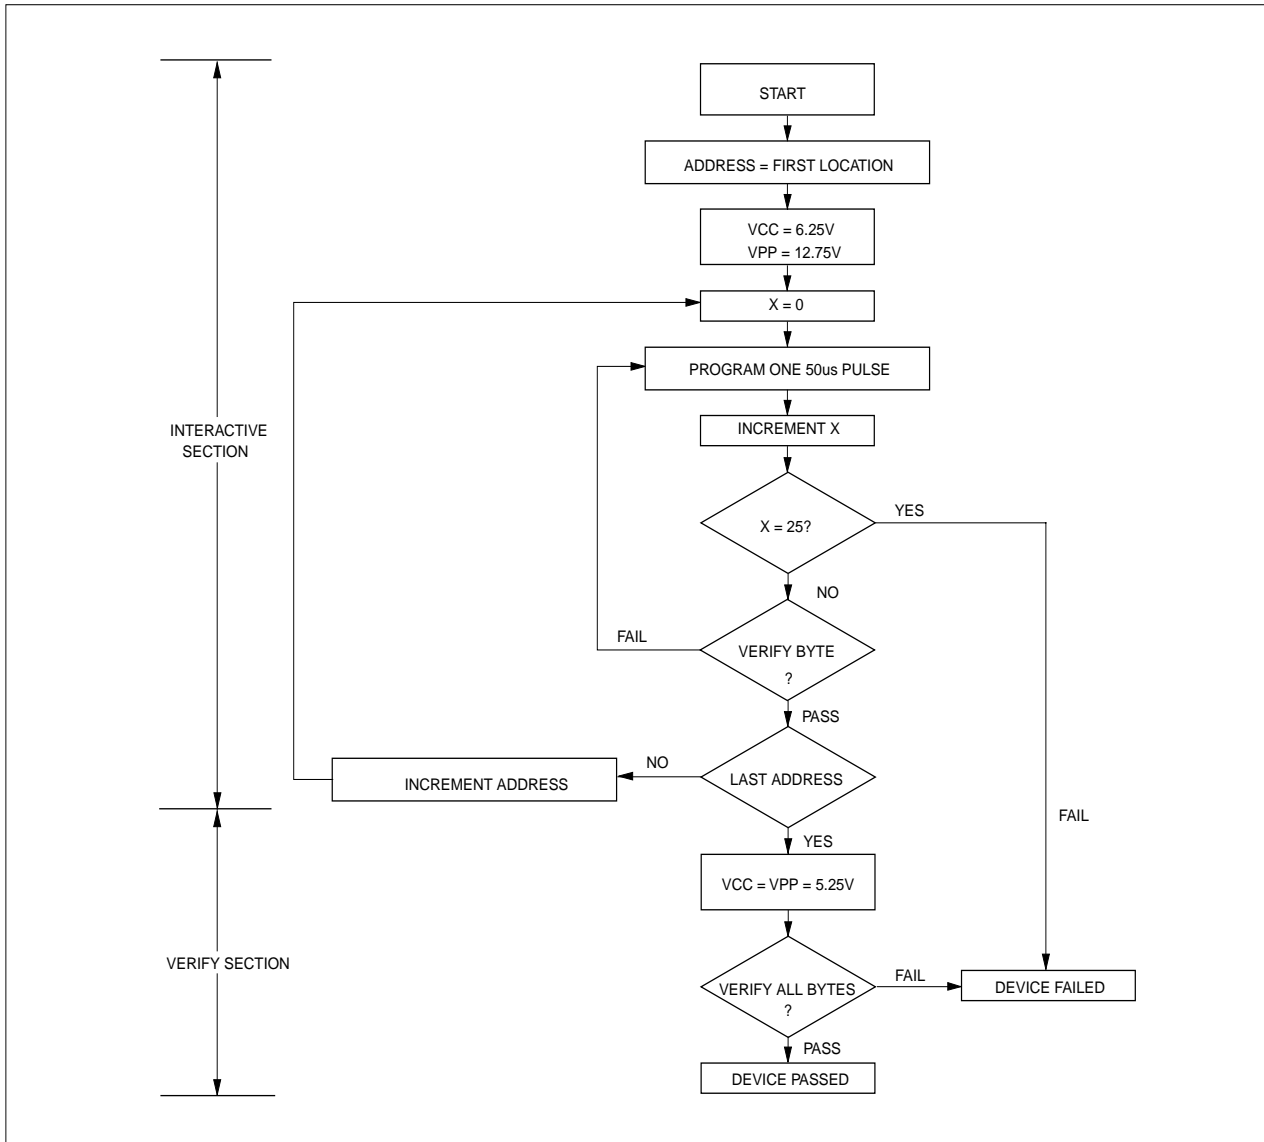 START
ADDRESS = FIRST LOCATION
VCC = 6.25V
VPP = 12.75V
X = 0
PROGRAM ONE 50us PULSE
INTERACTIVE
SECTION
INCREMENT X
X = 25?
YES
NO
FAIL
VERIFY BYTE
?
PASS
NO
LAST ADDRESS
INCREMENT ADDRESS
FAIL
YES
VCC = VPP = 5.25V
VERIFY SECTION
VERIFY ALL BYTES
?
FAIL
DEVICE FAILED
PASS
DEVICE PASSED